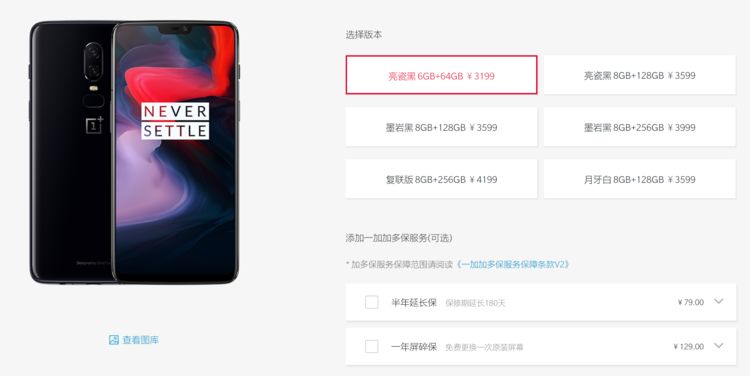 选择版本
亮瓷黑 6GB+64GB ¥ 3199
亮瓷黑 8GB+128GB ¥ 3599
墨岩黑 8GB+128GB ¥ 3599
墨岩黑 8GB+256GB ¥ 3999
复联版 8GB+256GB ¥ 4199
月牙白 8GB+128GB ¥ 3599
NEVER
SETTLE
添加一加加多保服务(可选)
* 加多保服务保障范围请阅读《一加加多保服务保障条款V2》
半年延长保 保修期延长180天 ¥ 79.00
一年屏碎保 免费更换一次原装屏幕 ¥ 129.00
查看图库